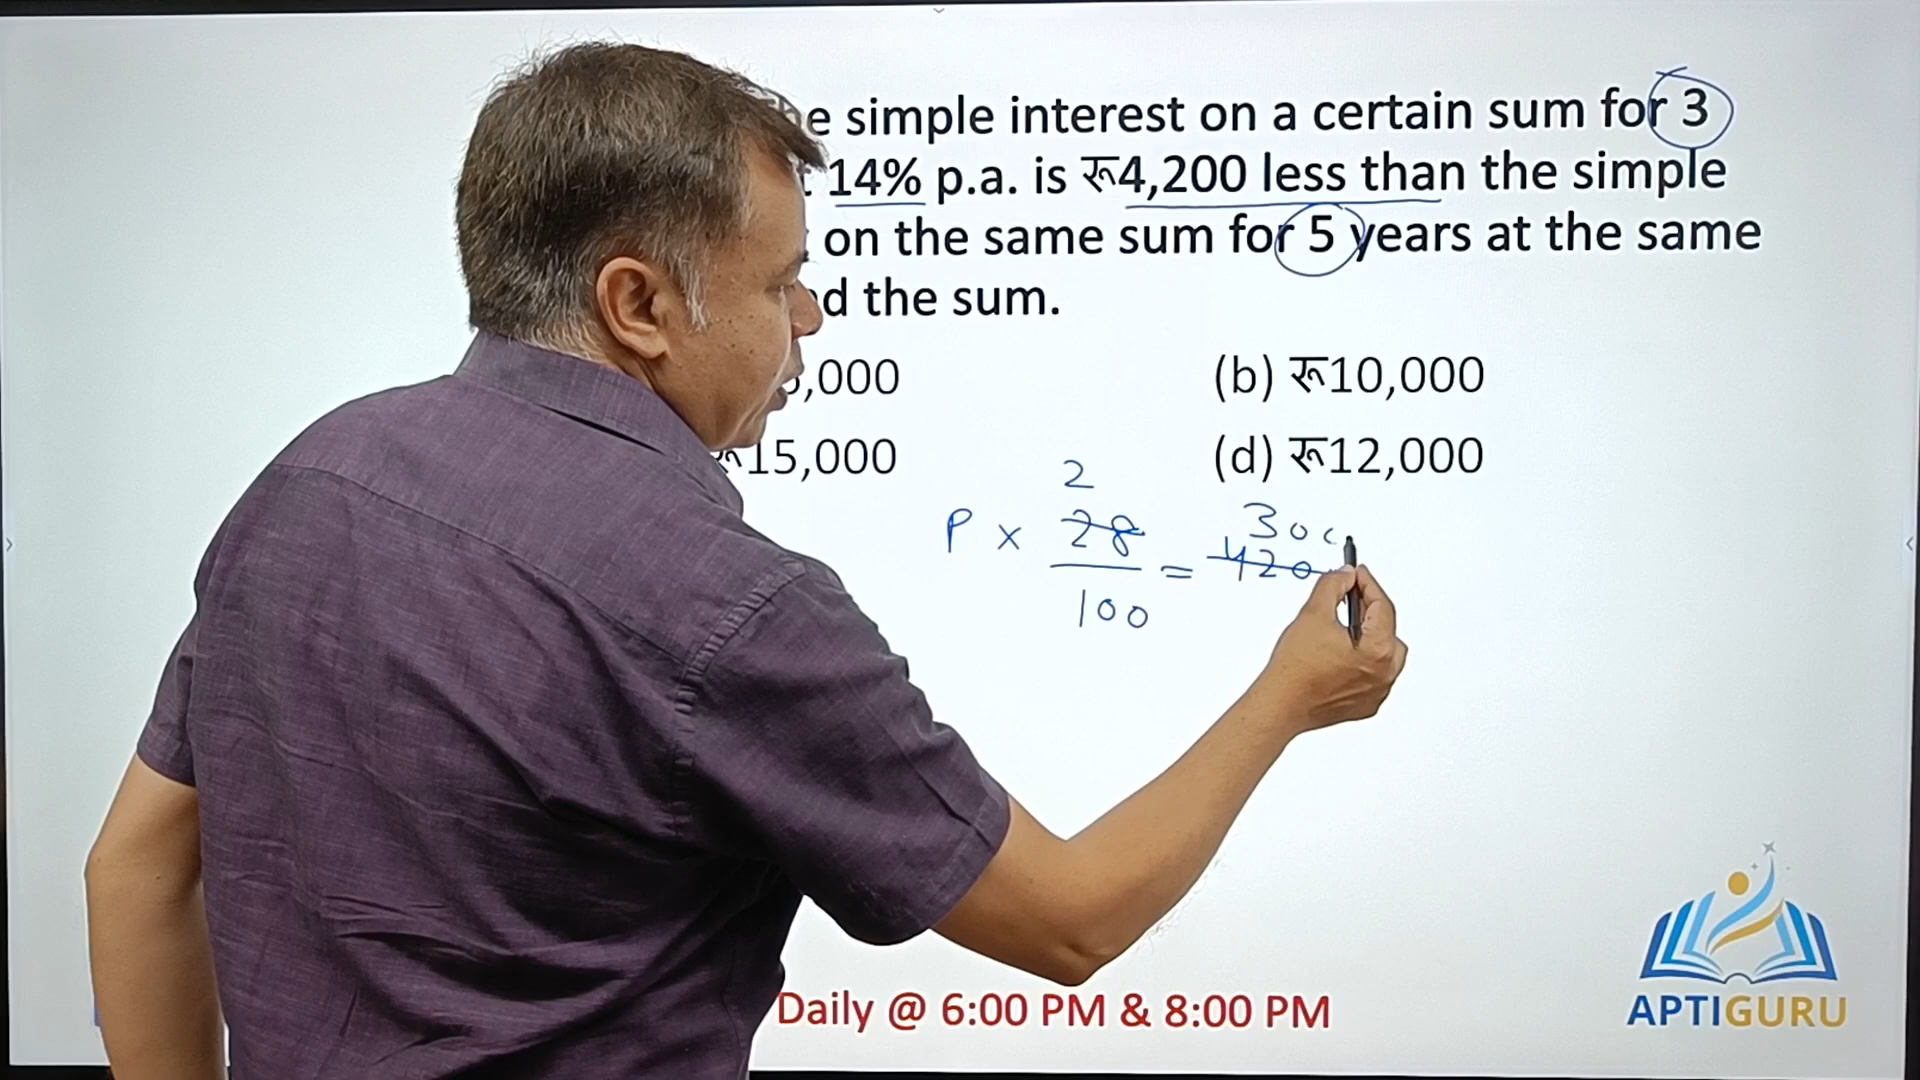 simple interest on a certain sum for 3
14% p.a. is रू4,200 less than the simple
on the same sum for 5 years at the same
the sum.
,000 (b) रू10,000
रू15,000 (d) रू12,000
2
P × 28 = 300
420
100
Daily @ 6:00 PM & 8:00 PM
APTIGURU